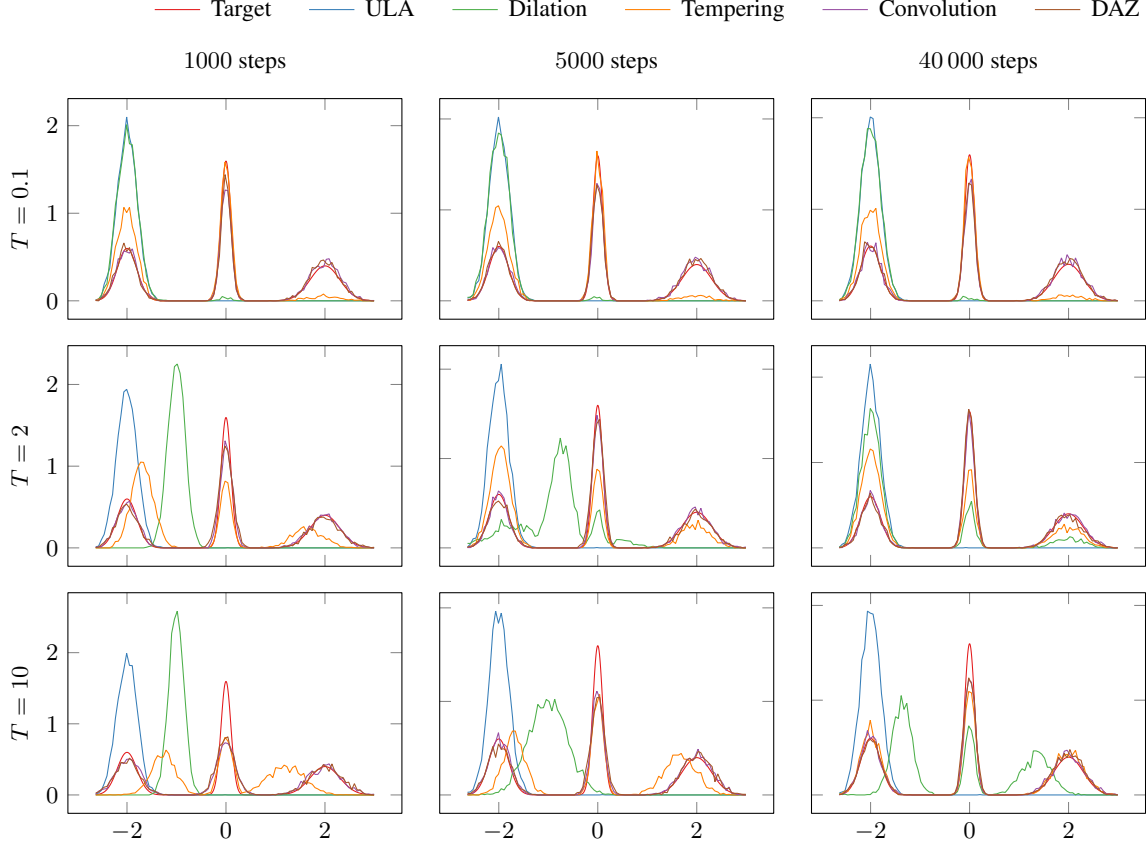 Target ULA Dilation Tempering Convolution DAZ
1000 steps 5000 steps 40 000 steps
2
1
0
T = 0.1
2
1
0
T = 2
2
1
0
T = 10
−2 0 2 −2 0 2 −2 0 2